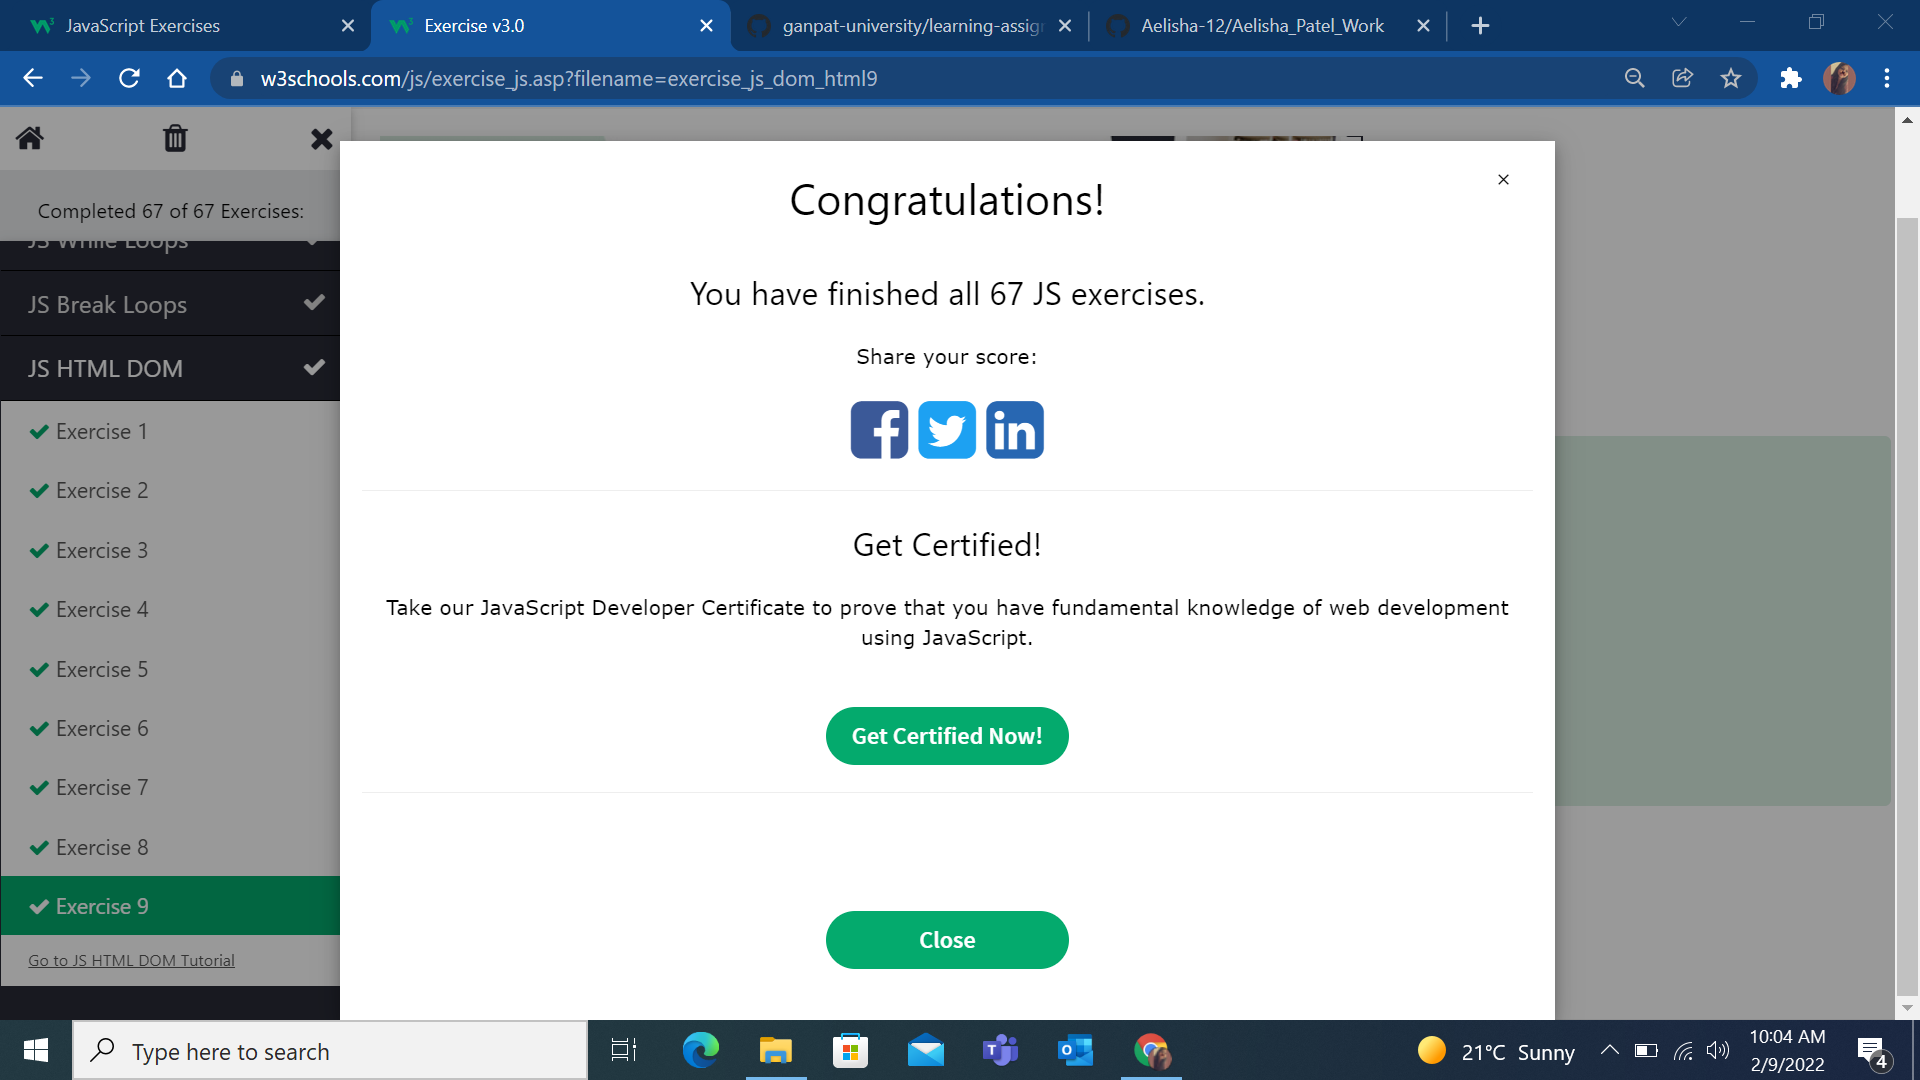 JavaScript Exercises
Exercise v3.0
ganpat-university/learning-assig
Aelisha-12/Aelisha_Patel_Work
w3schools.com/js/exercise_js.asp?filename=exercise_js_dom_html9
Completed 67 of 67 Exercises:
JS While Loops
JS Break Loops
JS HTML DOM
Exercise 1
Exercise 2
Exercise 3
Exercise 4
Exercise 5
Exercise 6
Exercise 7
Exercise 8
Exercise 9
Go to JS HTML DOM Tutorial
Congratulations!
×
You have finished all 67 JS exercises.
Share your score:
Get Certified!
Take our JavaScript Developer Certificate to prove that you have fundamental knowledge of web development
using JavaScript.
Get Certified Now!
Close
Type here to search
21°C Sunny
10:04 AM
2/9/2022
4